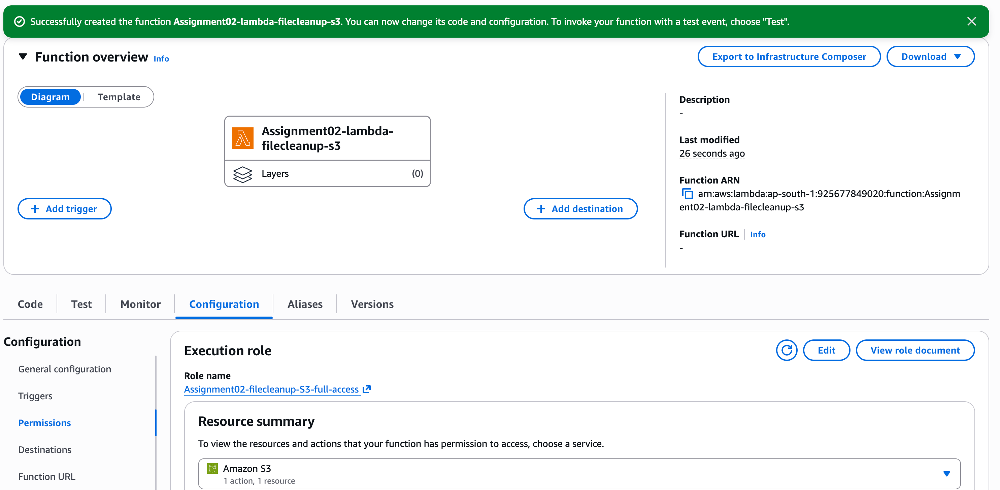 Successfully created the function Assignment02-lambda-filecleanup-s3. You can now change its code and configuration. To invoke your function with a test event, choose "Test".
Function overview Info
Export to Infrastructure Composer
Download
Diagram
Template
Assignment02-lambda-
filecleanup-s3
Layers
(0)
+ Add trigger
+ Add destination
Description
-
Last modified
26 seconds ago
Function ARN
arn:aws:lambda:ap-south-1:925677849020:function:Assignm
ent02-lambda-filecleanup-s3
Function URL Info
-
Code
Test
Monitor
Configuration
Aliases
Versions
Configuration
General configuration
Triggers
Permissions
Destinations
Function URL
Execution role
Edit
View role document
Role name
Assignment02-filecleanup-S3-full-access
Resource summary
To view the resources and actions that your function has permission to access, choose a service.
Amazon S3
1 action, 1 resource